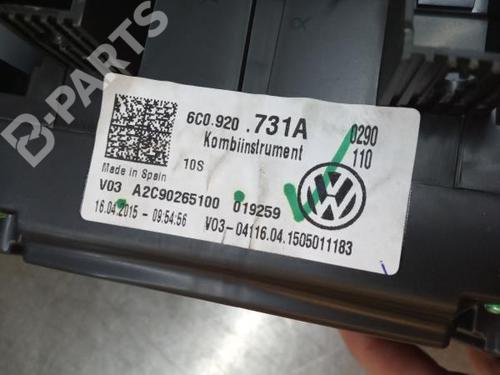 B-PARTS
6C0.920 .731A
0290
Kombiinstrument
110
Made in Spain
10S
V03 A2C90265100 019259
16.04.2015 - 09:54:56
V03-04116.04.1505011183